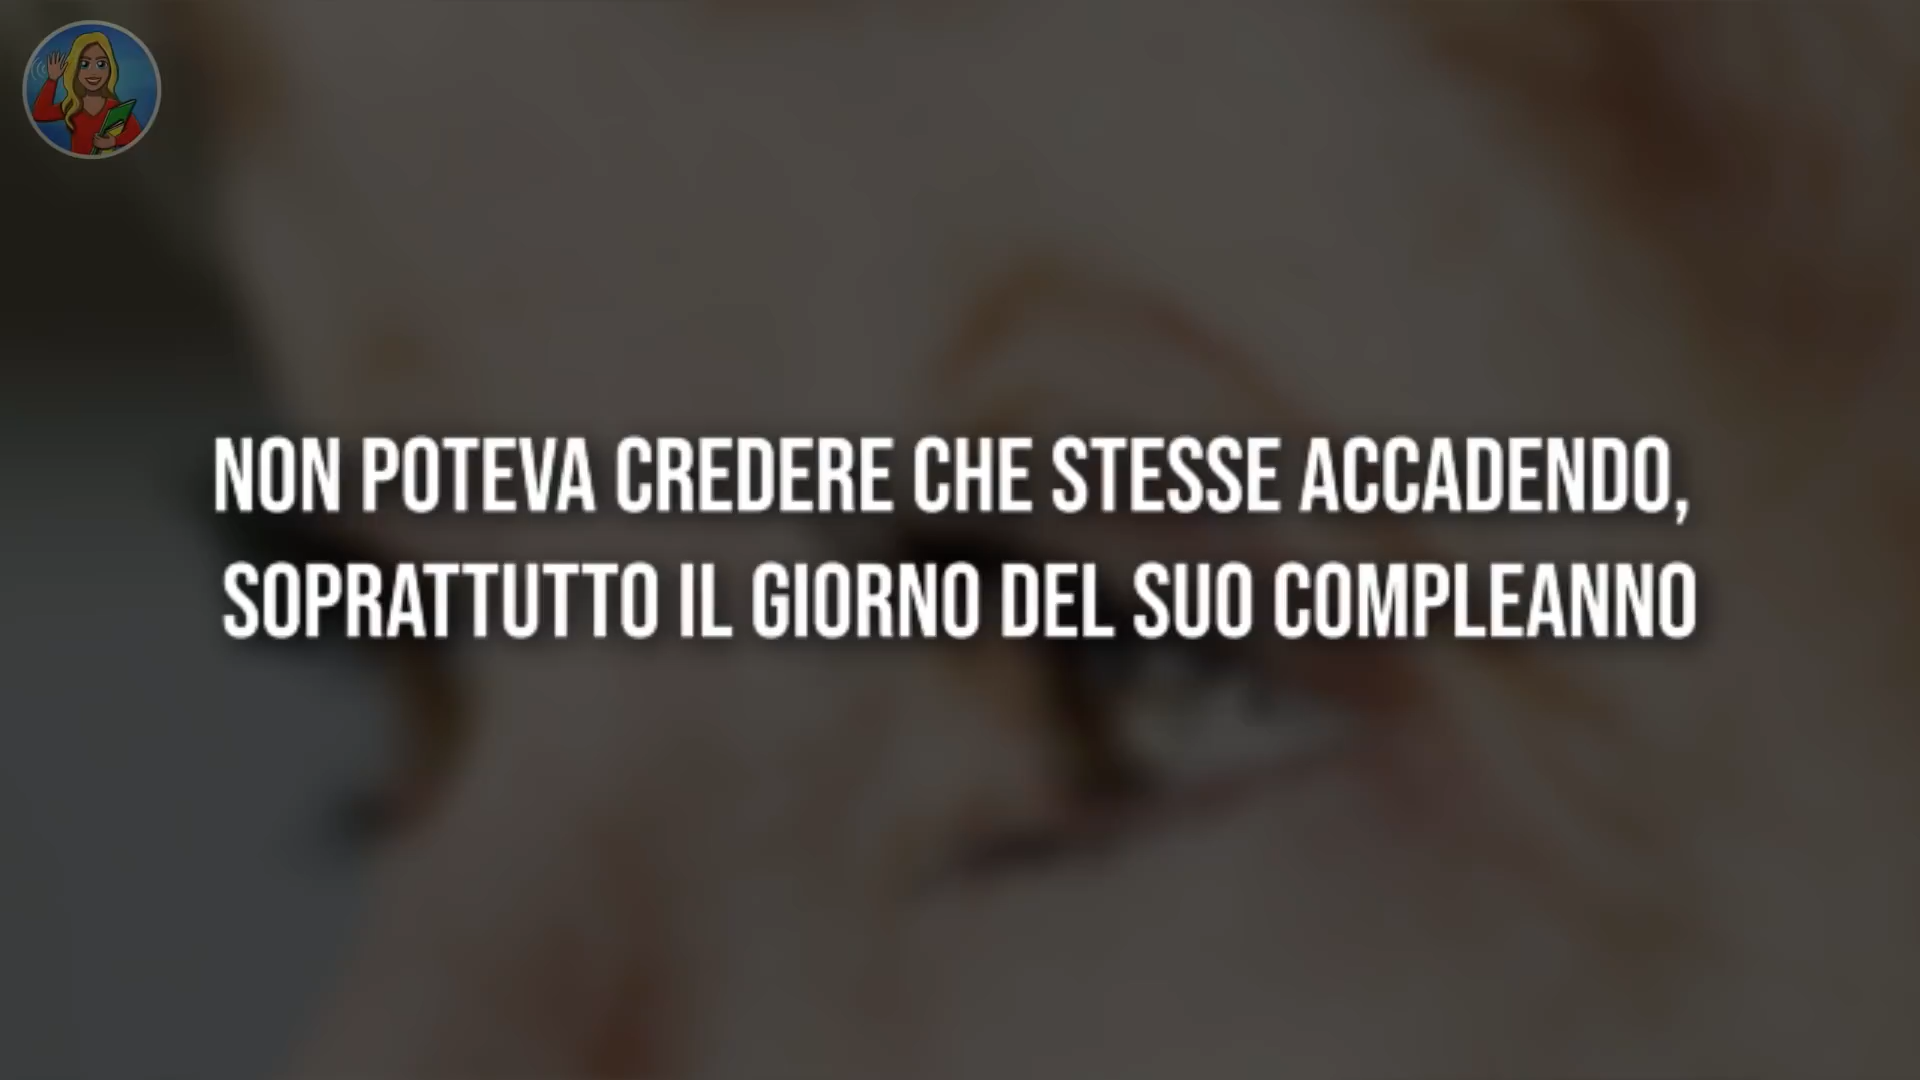 NON POTEVA CREDERE CHE STESSE ACCADENDO,
SOPRATTUTTO IL GIORNO DEL SUO COMPLEANNO